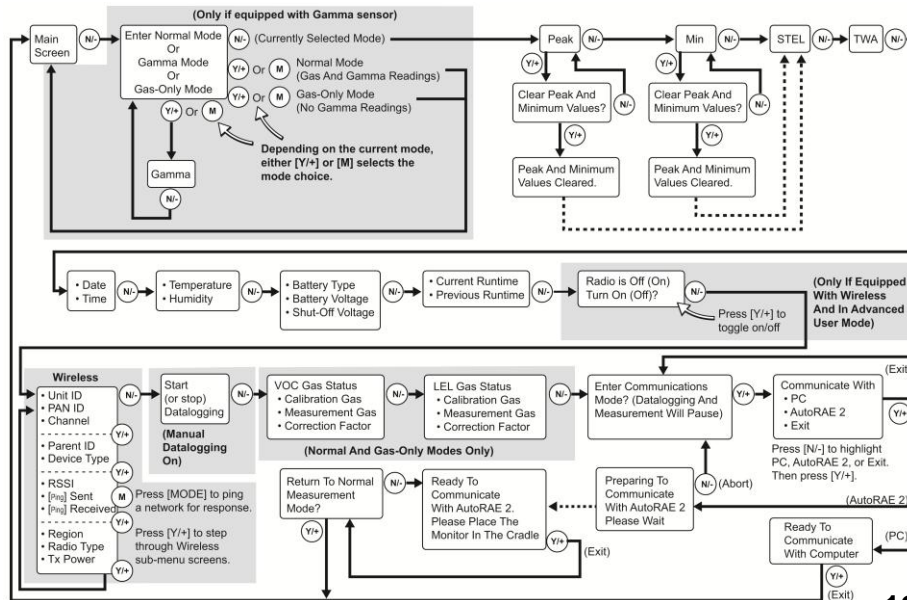 (Only if equipped with Gamma sensor)
Main
Screen
N/-
Enter Normal Mode
Or
Gamma Mode
Or
Gas-Only Mode
N/-
(Currently Selected Mode)
Y/+ Or M
Normal Mode
(Gas And Gamma Readings)
Y/+ Or M
Gas-Only Mode
(No Gamma Readings)
Y/+ Or M
Depending on the current mode,
either [Y/+] or [M] selects the
mode choice.
Gamma
N/-
Peak
N/-
Min
N/-
STEL
N/-
TWA
N/-
Y/+
Clear Peak And
Minimum Values?
N/-
Y/+
Peak And Minimum
Values Cleared.
Y/+
Clear Peak And
Minimum Values?
N/-
Y/+
Peak And Minimum
Values Cleared.
• Date
• Time
N/-
• Temperature
• Humidity
N/-
• Battery Type
• Battery Voltage
• Shut-Off Voltage
N/-
• Current Runtime
• Previous Runtime
N/-
Radio is Off (On)
Turn On (Off)?
N/-
Press [Y/+] to
toggle on/off
(Only If Equipped
With Wireless
And In Advanced
User Mode)
Wireless
• Unit ID
• PAN ID
• Channel
N/-
Y/+
• Parent ID
• Device Type
Y/+
• RSSI
• [Ping] Sent
• [Ping] Received
M
Press [MODE] to ping
a network for response.
Y/+
• Region
• Radio Type
• Tx Power
Y/+
Press [Y/+] to step
through Wireless
sub-menu screens.
Start
(or stop)
Datalogging
N/-
(Manual
Datalogging
On)
VOC Gas Status
• Calibration Gas
• Measurement Gas
• Correction Factor
N/-
LEL Gas Status
• Calibration Gas
• Measurement Gas
• Correction Factor
N/-
(Normal And Gas-Only Modes Only)
Enter Communications
Mode? (Datalogging And
Measurement Will Pause)
Y/+
Communicate With
• PC
• AutoRAE 2
• Exit
(Exit)
Y/+
Press [N/-] to highlight
PC, AutoRAE 2, or Exit.
Then press [Y/+].
N/-
(Abort)
(AutoRAE 2)
Preparing To
Communicate
With AutoRAE 2
Please Wait
Ready To
Communicate
With AutoRAE 2.
Please Place The
Monitor In The Cradle
Y/+
(Exit)
N/-
Return To Normal
Measurement
Mode?
Y/+
Ready To
Communicate
With Computer
(PC)
Y/+
(Exit)